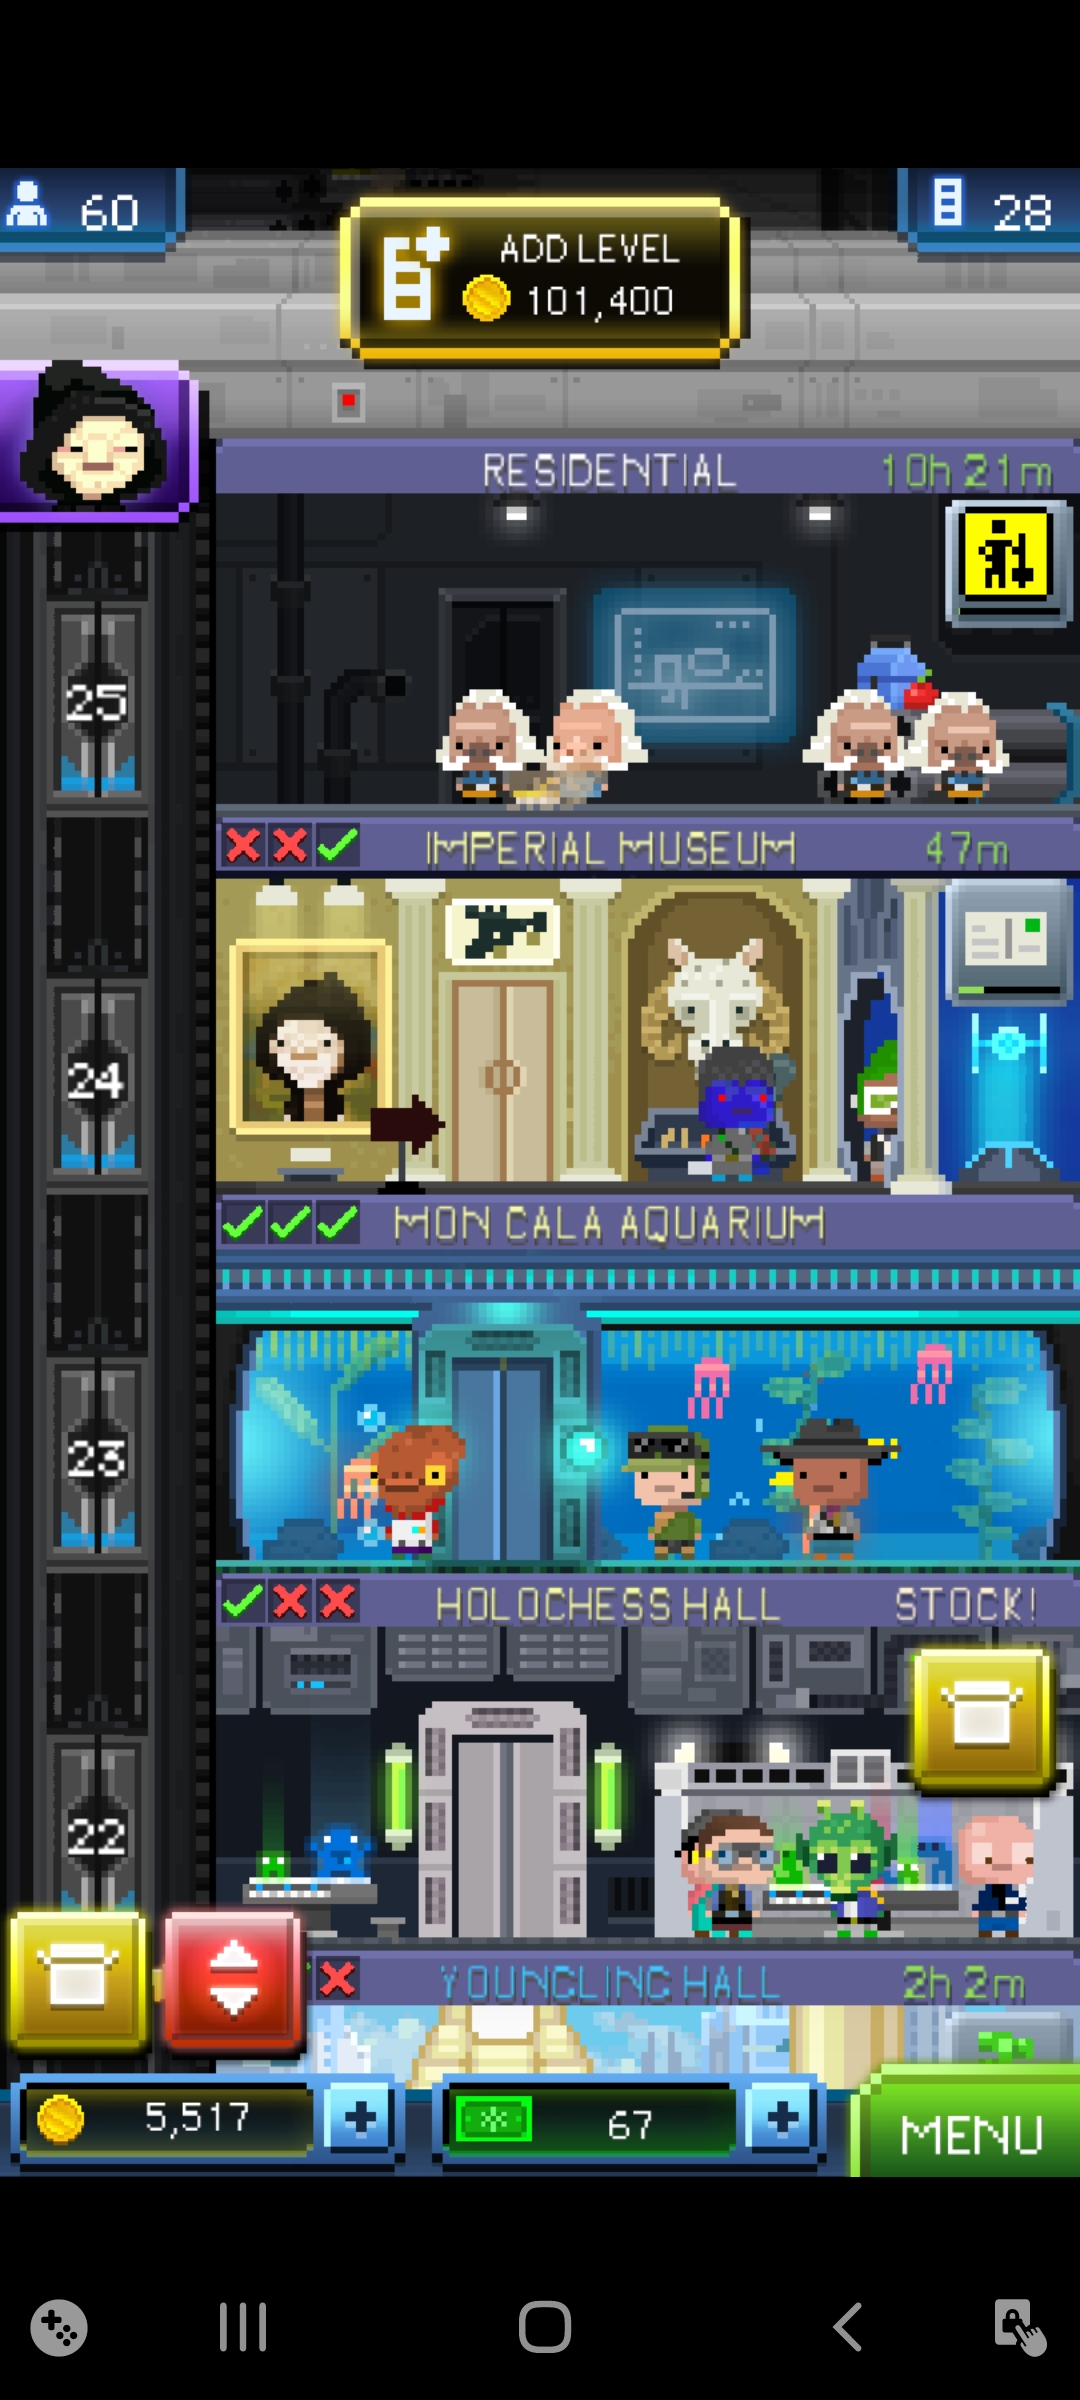 60
ADD LEVEL
101,400
28
RESIDENTIAL 10h 21m
25
IMPERIAL MUSEUM 47m
24
MON CALA AQUARIUM
23
HOLOCHESS HALL STOCK!
22
YOUNGLING HALL 2h 2m
5,517
67
MENU